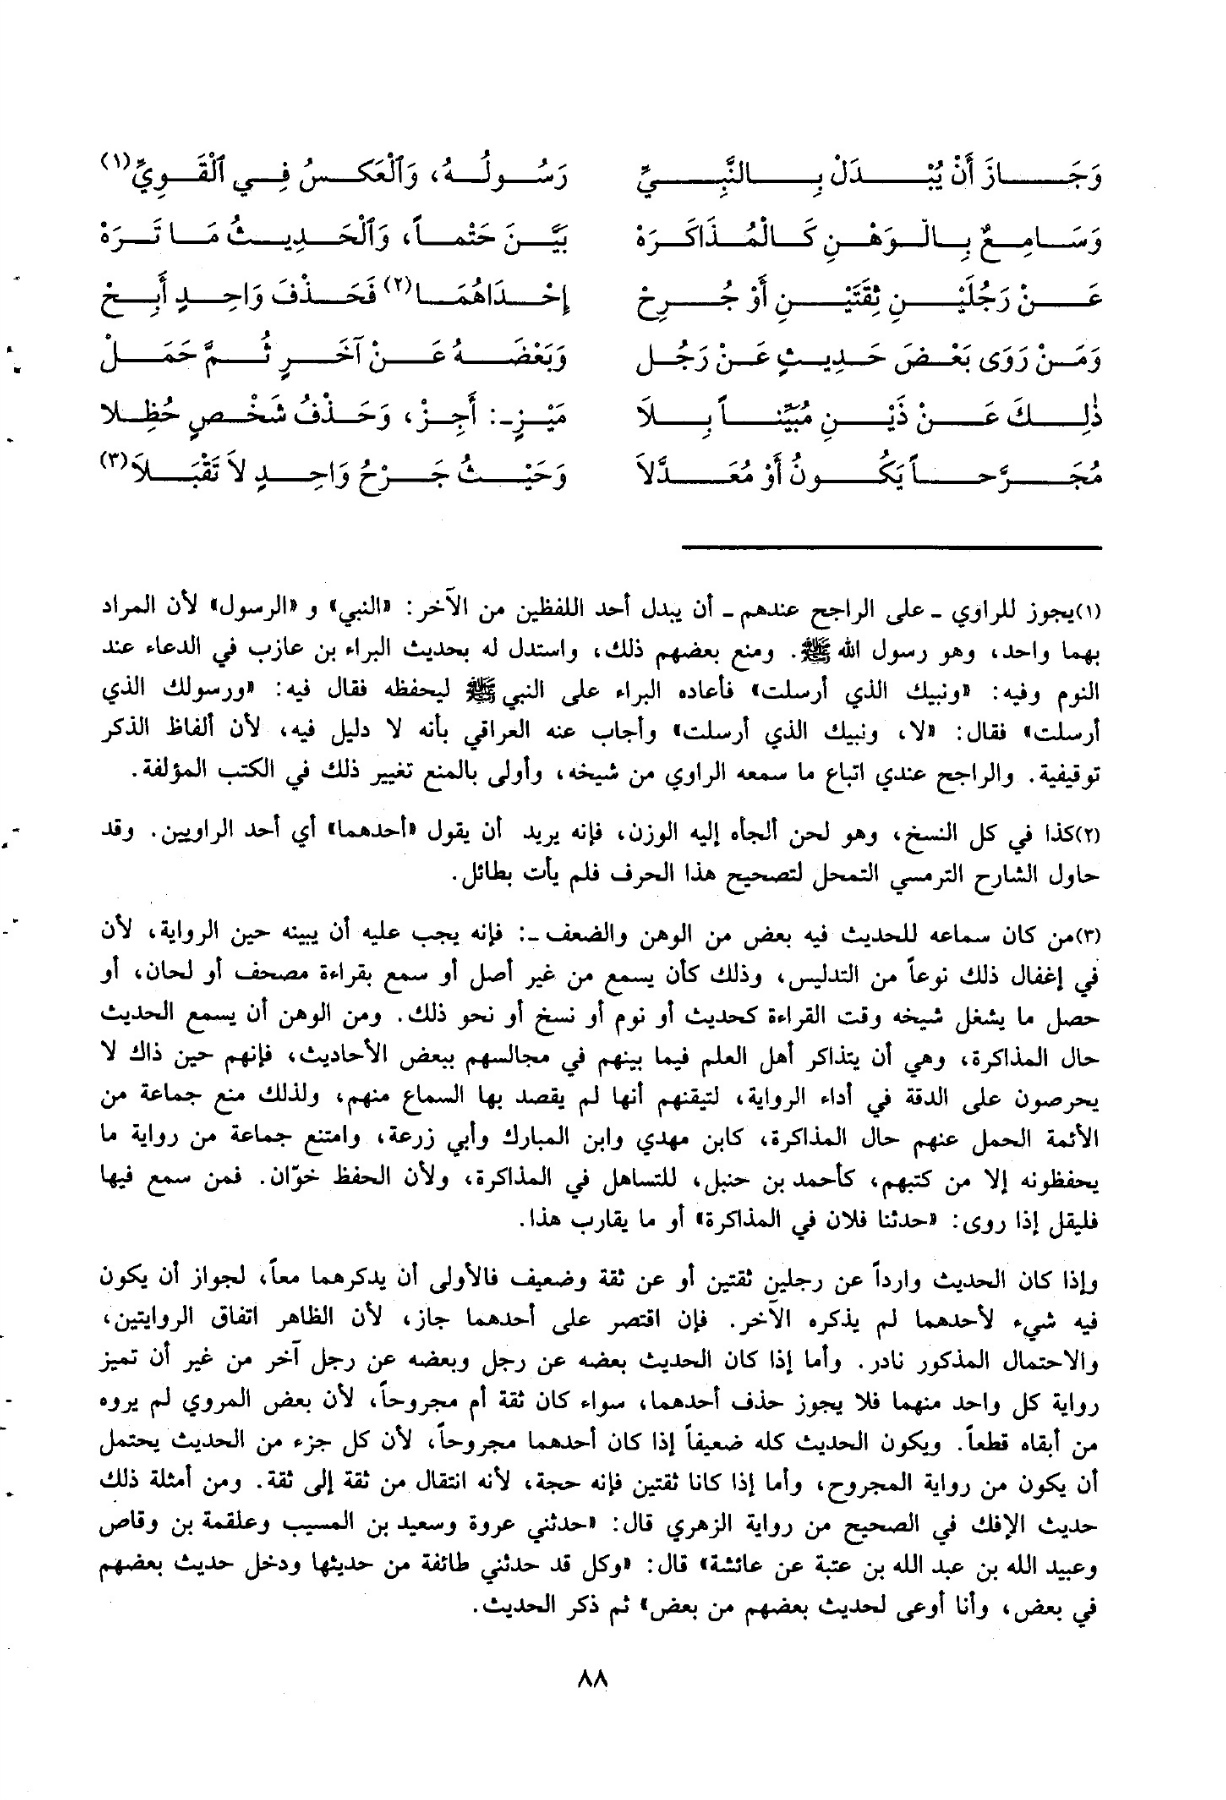 وَجَازَ أَنْ يُبْدَلْ بِالنَّبِيِّ رَسُولُهُ، وَالْعَكسُ فِي الْقَوِيِّ(١)
وَسَامِعٌ بِالْوَهْنِ كَالْمُذَاكَرَهْ بَيَّنَ حَتْماً، وَالْحَدِيثُ مَا تَرَهْ
عَنْ رَجُلَيْنِ ثِقَتَيْنِ أَوْ جُرِحْ إِحْدَاهُمَا(٢) فَحَذْفَ وَاحِدٍ أَبِحْ
وَمَنْ رَوَى بَعْضَ حَدِيثٍ عَنْ رَجُل وَبَعْضَهُ عَنْ آخَرٍ ثُمَّ حَمَلْ
ذٰلِكَ عَنْ ذَيْنِ مُبَيِّناً بِلَا مَيْزٍ ـ: أَجِزْ، وَحَذْفُ شَخْصٍ حُظِلا
مُجَرَّحاً يَكُونُ أَوْ مُعَدَّلاَ وَحَيْثُ جَرْحُ وَاحِدٍ لاَ تَقْبَلاَ(٣)
(١)يجوز للراوي ـ على الراجح عندهم ـ أن يبدل أحد اللفظين من الآخر: «النبي» و «الرسول» لأن المراد
بهما واحد، وهو رسول الله ﷺ. ومنع بعضهم ذلك، واستدل له بحديث البراء بن عازب في الدعاء عند
النوم وفيه: «ونبيك الذي أرسلت» فأعاده البراء على النبي ﷺ ليحفظه فقال فيه: «ورسولك الذي
أرسلت» فقال: «لا، ونبيك الذي أرسلت» وأجاب عنه العراقي بأنه لا دليل فيه، لأن ألفاظ الذكر
توقيفية. والراجح عندي اتباع ما سمعه الراوي من شيخه، وأولى بالمنع تغيير ذلك في الكتب المؤلفة.
(٢)كذا في كل النسخ، وهو لحن ألجأه إليه الوزن، فإنه يريد أن يقول «أحدهما» أي أحد الراويين. وقد
حاول الشارح الترمسي التمحل لتصحيح هذا الحرف فلم يأت بطائل.
(٣)من كان سماعه للحديث فيه بعض من الوهن والضعف ـ: فإنه يجب عليه أن يبينه حين الرواية، لأن
في إغفال ذلك نوعاً من التدليس، وذلك كأن يسمع من غير أصل أو سمع بقراءة مصحف أو لحان، أو
حصل ما يشغل شيخه وقت القراءة كحديث أو نوم أو نسخ أو نحو ذلك. ومن الوهن أن يسمع الحديث
حال المذاكرة، وهي أن يتذاكر أهل العلم فيما بينهم في مجالسهم ببعض الأحاديث، فإنهم حين ذاك لا
يحرصون على الدقة في أداء الرواية، لتيقنهم أنها لم يقصد بها السماع منهم، ولذلك منع جماعة من
الأئمة الحمل عنهم حال المذاكرة، كابن مهدي وابن المبارك وأبي زرعة، وامتنع جماعة من رواية ما
يحفظونه إلا من كتبهم، كأحمد بن حنبل، للتساهل في المذاكرة، ولأن الحفظ خوّان. فمن سمع فيها
فليقل إذا روى: «حدثنا فلان في المذاكرة» أو ما يقارب هذا.
وإذا كان الحديث وارداً عن رجلين ثقتين أو عن ثقة وضعيف فالأولى أن يدكرهما معاً، لجواز أن يكون
فيه شيء لأحدهما لم يذكره الآخر. فإن اقتصر على أحدهما جاز، لأن الظاهر اتفاق الروايتين،
والاحتمال المذكور نادر. وأما إذا كان الحديث بعضه عن رجل وبعضه عن رجل آخر من غير أن تميز
رواية كل واحد منهما فلا يجوز حذف أحدهما، سواء كان ثقة أم مجروحاً، لأن بعض المروي لم يروه
من أبقاه قطعاً. ويكون الحديث كله ضعيفاً إذا كان أحدهما مجروحاً، لأن كل جزء من الحديث يحتمل
أن يكون من رواية المجروح، وأما إذا كانا ثقتين فإنه حجة، لأنه انتقال من ثقة إلى ثقة. ومن أمثلة ذلك
حديث الإفك في الصحيح من رواية الزهري قال: «حدثني عروة وسعيد بن المسيب وعلقمة بن وقاص
وعبيد الله بن عبد الله بن عتبة عن عائشة» قال: «وكل قد حدثني طائفة من حديثها ودخل حديث بعضهم
في بعض، وأنا أوعى لحديث بعضهم من بعض» ثم ذكر الحديث.
٨٨